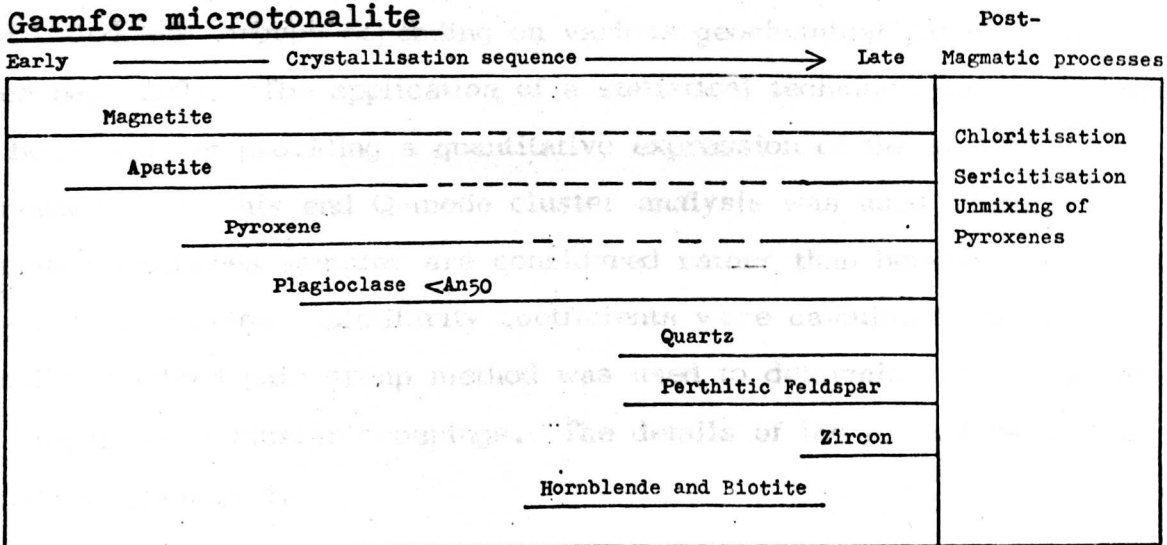 Garnfor microtonalite
Post-
Early Crystallisation sequence Late Magmatic processes
Magnetite
Chloritisation
Apatite
Sericitisation
Unmixing of
Pyroxene
Pyroxenes
Plagioclase <An50
Quartz
Perthitic Feldspar
Zircon
Hornblende and Biotite